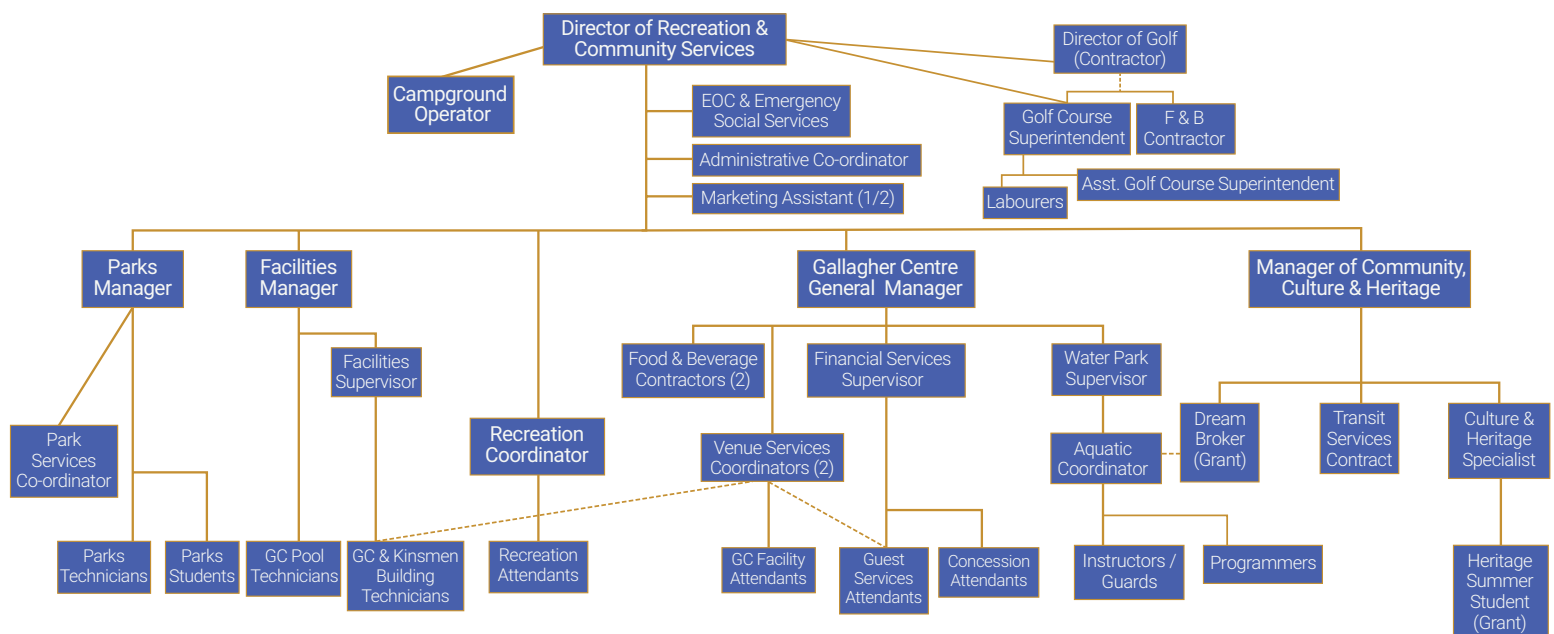 Director of Recreation &
Community Services
Director of Golf
(Contractor)
Campground
Operator
EOC & Emergency
Social Services
Golf Course
Superintendent
F & B
Contractor
Administrative Co-ordinator
Asst. Golf Course Superintendent
Marketing Assistant (1/2)
Labourers
Parks
Manager
Facilities
Manager
Gallagher Centre
General Manager
Manager of Community,
Culture & Heritage
Facilities
Supervisor
Food & Beverage
Contractors (2)
Financial Services
Supervisor
Water Park
Supervisor
Park
Services
Co-ordinator
Recreation
Coordinator
Venue Services
Coordinators (2)
Aquatic
Coordinator
Dream
Broker
(Grant)
Transit
Services
Contract
Culture &
Heritage
Specialist
Parks
Technicians
Parks
Students
GC Pool
Technicians
GC & Kinsmen
Building
Technicians
Recreation
Attendants
GC Facility
Attendants
Guest
Services
Attendants
Concession
Attendants
Instructors /
Guards
Programmers
Heritage
Summer
Student
(Grant)